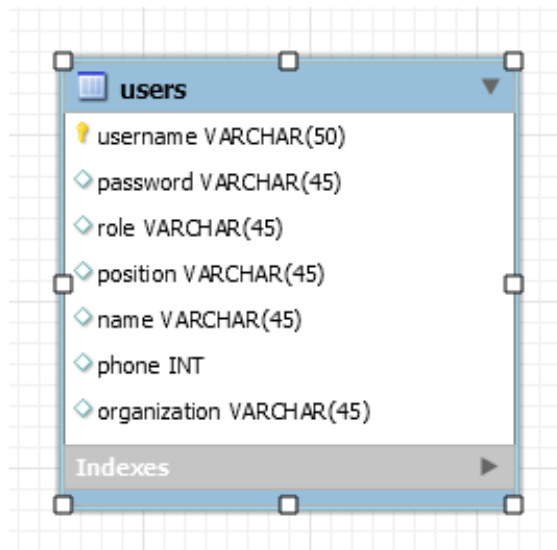 users
username VARCHAR(50)
password VARCHAR(45)
role VARCHAR(45)
position VARCHAR(45)
name VARCHAR(45)
phone INT
organization VARCHAR(45)
Indexes